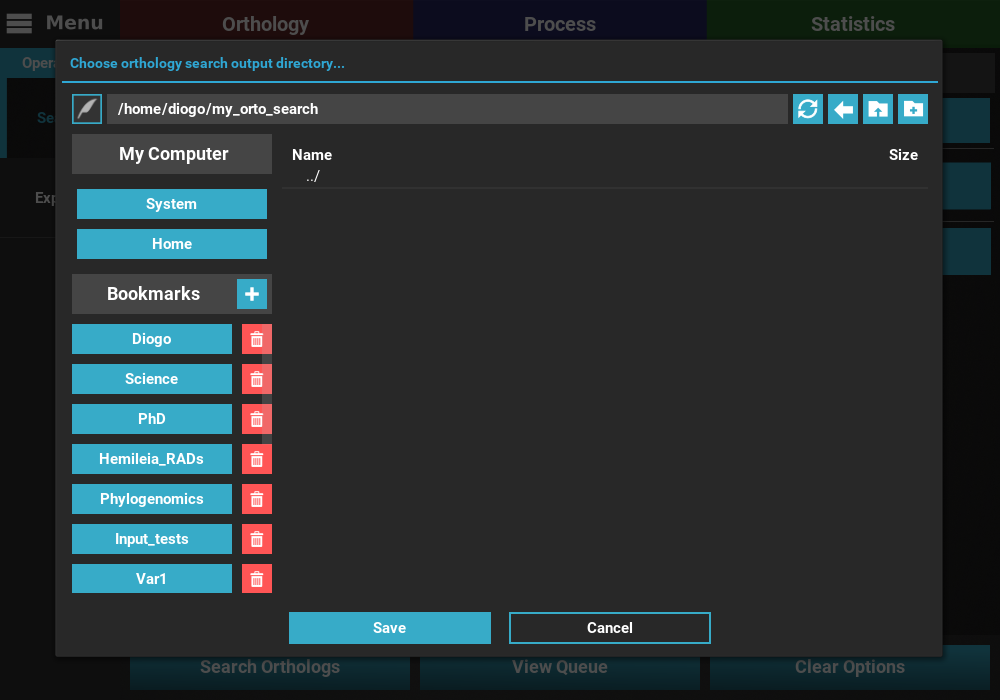 Menu
Orthology
Process
Statistics
Oper
Choose orthology search output directory...
/home/diogo/my_orto_search
Se
My Computer
Name
Size
../
System
Exp
Home
Bookmarks
Diogo
Science
PhD
Hemileia_RADs
Phylogenomics
Input_tests
Var1
Save
Cancel
Search Orthologs
View Queue
Clear Options